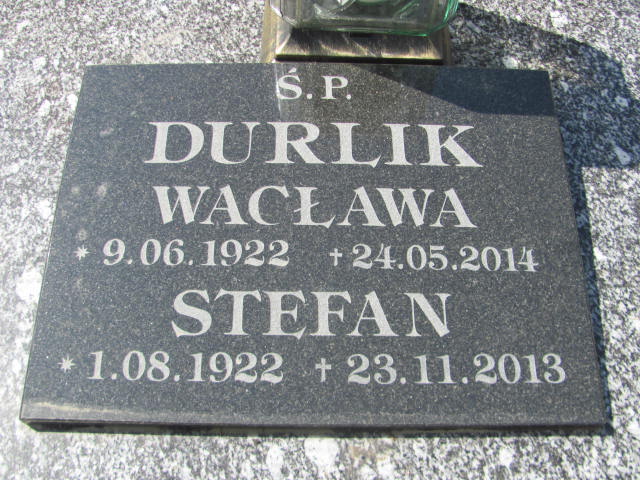 Ś.P.
DURLIK
WACŁAWA
* 9.06.1922 † 24.05.2014
STEFAN
* 1.08.1922 † 23.11.2013